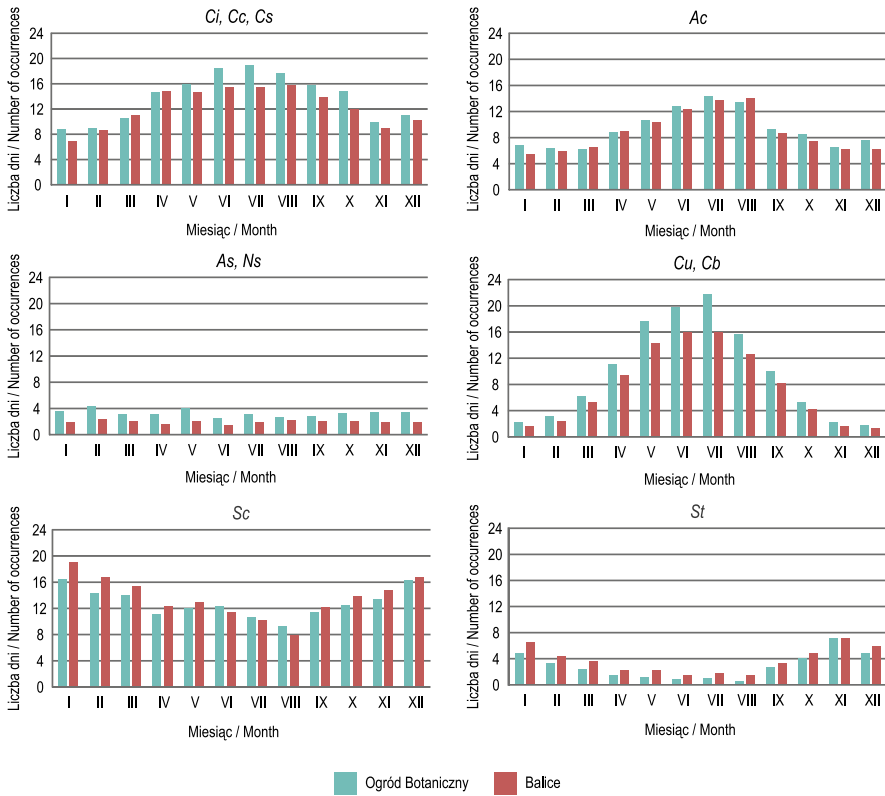 Ci, Cc, Cs
Liczba dni / Number of occurrences
24
20
16
12
8
4
0
I II III IV V VI VII VIII IX X XI XII
Miesiąc / Month
Ac
Liczba dni / Number of occurrences
24
20
16
12
8
4
0
I II III IV V VI VII VIII IX X XI XII
Miesiąc / Month
As, Ns
Liczba dni / Number of occurrences
24
20
16
12
8
4
0
I II III IV V VI VII VIII IX X XI XII
Miesiąc / Month
Cu, Cb
Liczba dni / Number of occurrences
24
20
16
12
8
4
0
I II III IV V VI VII VIII IX X XI XII
Miesiąc / Month
Sc
Liczba dni / Number of occurrences
24
20
16
12
8
4
0
I II III IV V VI VII VIII IX X XI XII
Miesiąc / Month
St
Liczba dni / Number of occurrences
24
20
16
12
8
4
0
I II III IV V VI VII VIII IX X XI XII
Miesiąc / Month
Ogród Botaniczny
Balice